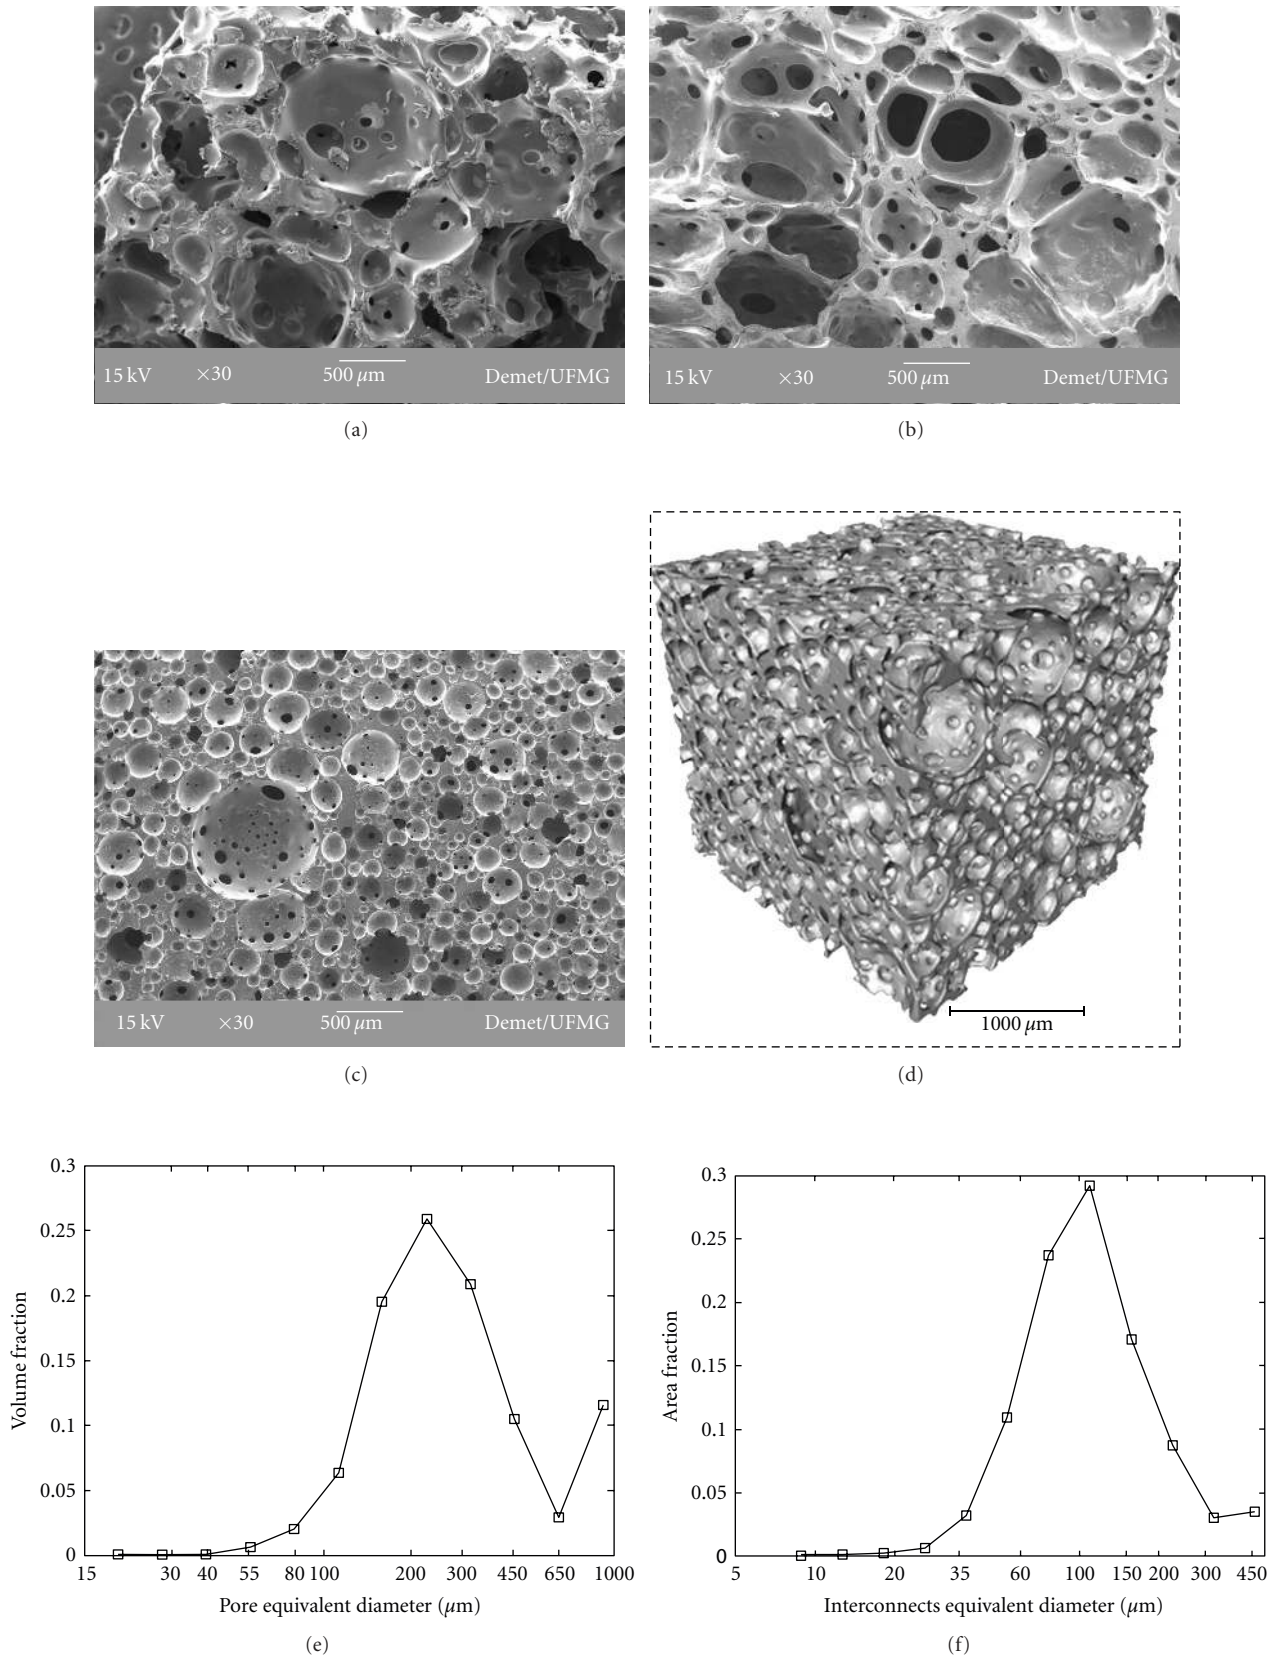 15 kV ×30 500 μm Demet/UFMG
15 kV ×30 500 μm Demet/UFMG
(a)
(b)
15 kV ×30 500 μm Demet/UFMG
1000 μm
(c)
(d)
0.3
0.25
0.2
0.15
0.1
0.05
0
Volume fraction
15 30 40 55 80 100 200 300 450 650 1000
Pore equivalent diameter (μm)
(e)
0.3
0.25
0.2
0.15
0.1
0.05
0
Area fraction
5 10 20 35 60 100 150 200 300 450
Interconnects equivalent diameter (μm)
(f)